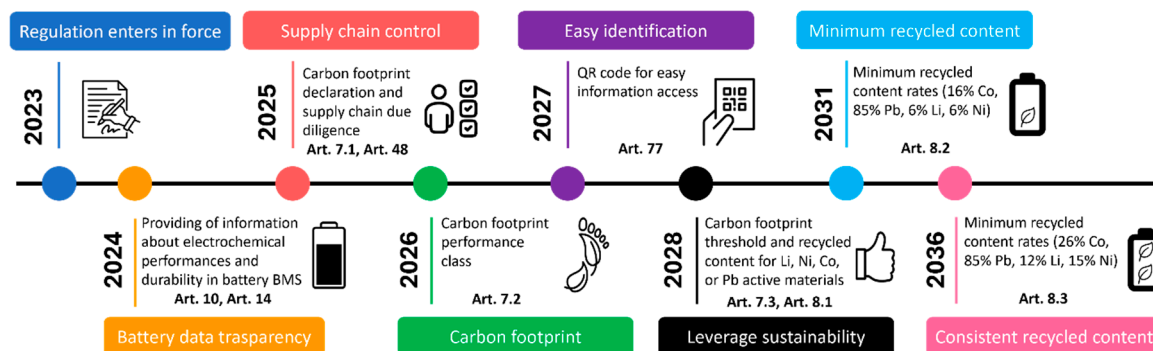 Regulation enters in force
Supply chain control
Easy identification
Minimum recycled content
2023
2025
Carbon footprint
declaration and
supply chain due
diligence
Art. 7.1, Art. 48
2027
QR code for easy
information access
Art. 77
2031
Minimum recycled
content rates (16% Co,
85% Pb, 6% Li, 6% Ni)
Art. 8.2
2024
Providing of information
about electrochemical
performances and
durability in battery BMS
Art. 10, Art. 14
2026
Carbon footprint
performance
class
Art. 7.2
2028
Carbon footprint
threshold and recycled
content for Li, Ni, Co,
or Pb active materials
Art. 7.3, Art. 8.1
2036
Minimum recycled
content rates (26% Co,
85% Pb, 12% Li, 15% Ni)
Art. 8.3
Battery data trasparency
Carbon footprint
Leverage sustainability
Consistent recycled content